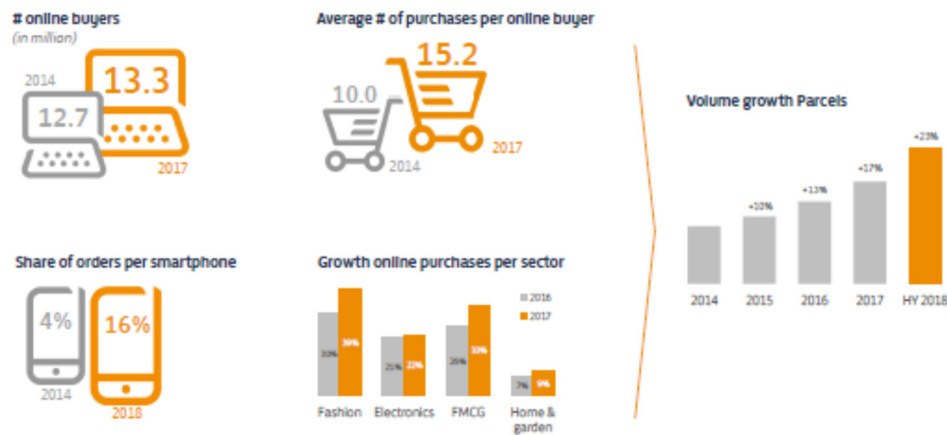 # online buyers
(in million)
2014
12.7
13.3
2017
Average # of purchases per online buyer
10.0
2014
15.2
2017
Share of orders per smartphone
4%
2014
16%
2018
Growth online purchases per sector
2016
2017
30% 39%
21% 22%
26% 33%
7% 9%
Fashion Electronics FMCG Home &
garden
Volume growth Parcels
+10%
+13%
+17%
+23%
2014 2015 2016 2017 HY 2018